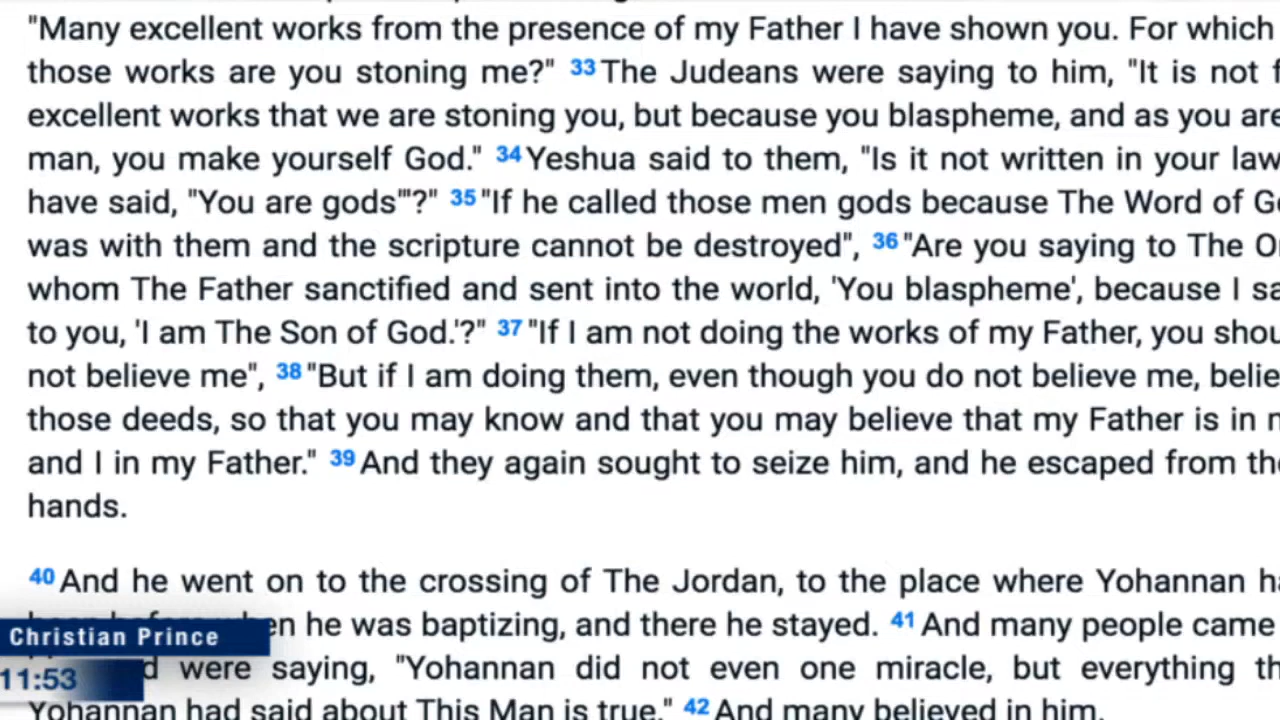 "Many excellent works from the presence of my Father I have shown you. For which
those works are you stoning me?" 33 The Judeans were saying to him, "It is not f
excellent works that we are stoning you, but because you blaspheme, and as you are
man, you make yourself God." 34 Yeshua said to them, "Is it not written in your law
have said, "You are gods"'?" 35 "If he called those men gods because The Word of Go
was with them and the scripture cannot be destroyed", 36 "Are you saying to The On
whom The Father sanctified and sent into the world, 'You blaspheme', because I sa
to you, 'I am The Son of God.'?" 37 "If I am not doing the works of my Father, you shou
not believe me", 38 "But if I am doing them, even though you do not believe me, belie
those deeds, so that you may know and that you may believe that my Father is in m
and I in my Father." 39 And they again sought to seize him, and he escaped from the
hands.
40 And he went on to the crossing of The Jordan, to the place where Yohannan ha
en he was baptizing, and there he stayed. 41 And many people came
Christian Prince
d were saying, "Yohannan did not even one miracle, but everything th
11:53
Yohannan had said about This Man is true." 42 And many believed in him.